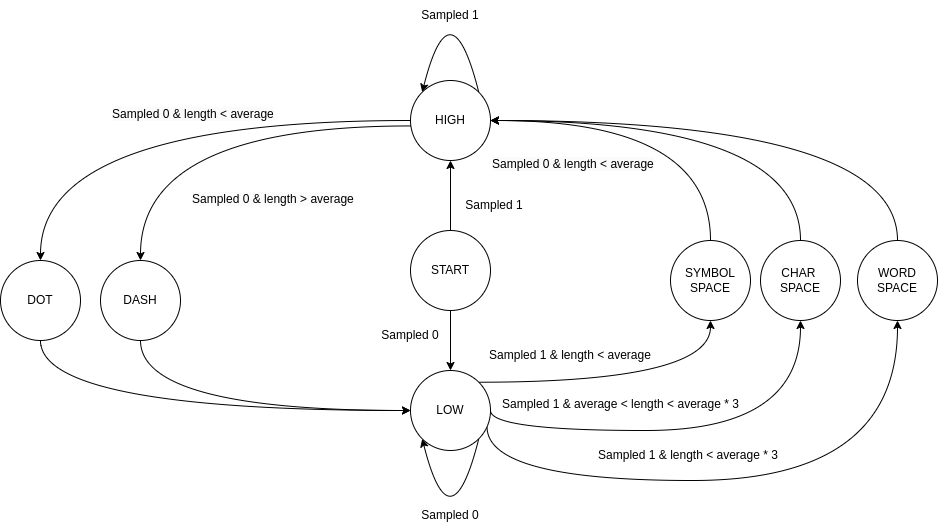 Sampled 1
Sampled 0 & length < average
HIGH
Sampled 0 & length < average
Sampled 0 & length > average
Sampled 1
START
SYMBOL
SPACE
CHAR
SPACE
WORD
SPACE
DOT
DASH
Sampled 0
Sampled 1 & length < average
LOW
Sampled 1 & average < length < average * 3
Sampled 1 & length < average * 3
Sampled 0